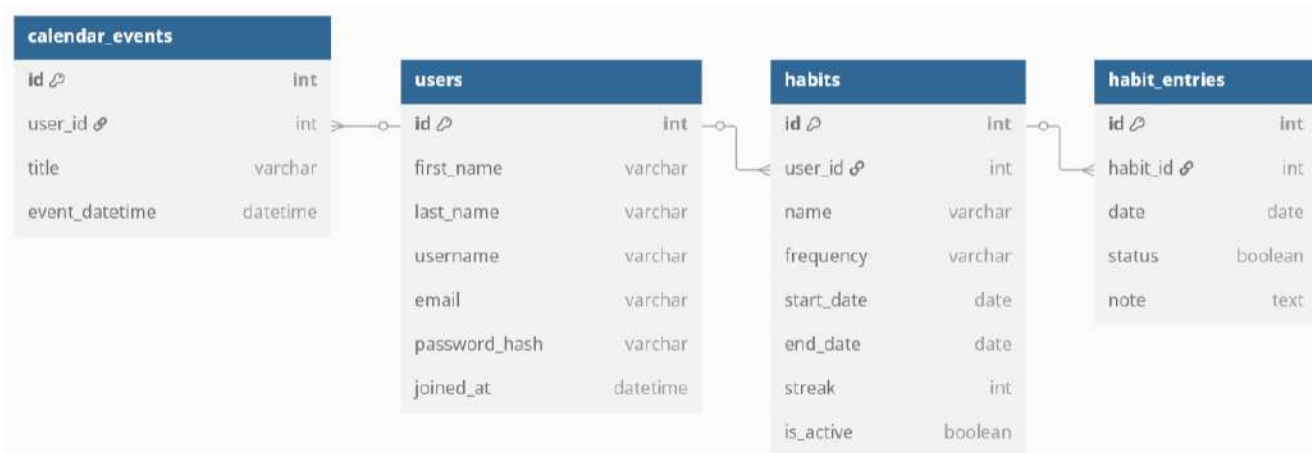 calendar_events
id int
user_id int
title varchar
event_datetime datetime
users
id int
first_name varchar
last_name varchar
username varchar
email varchar
password_hash varchar
joined_at datetime
habits
id int
user_id int
name varchar
frequency varchar
start_date date
end_date date
streak int
is_active boolean
habit_entries
id int
habit_id int
date date
status boolean
note text